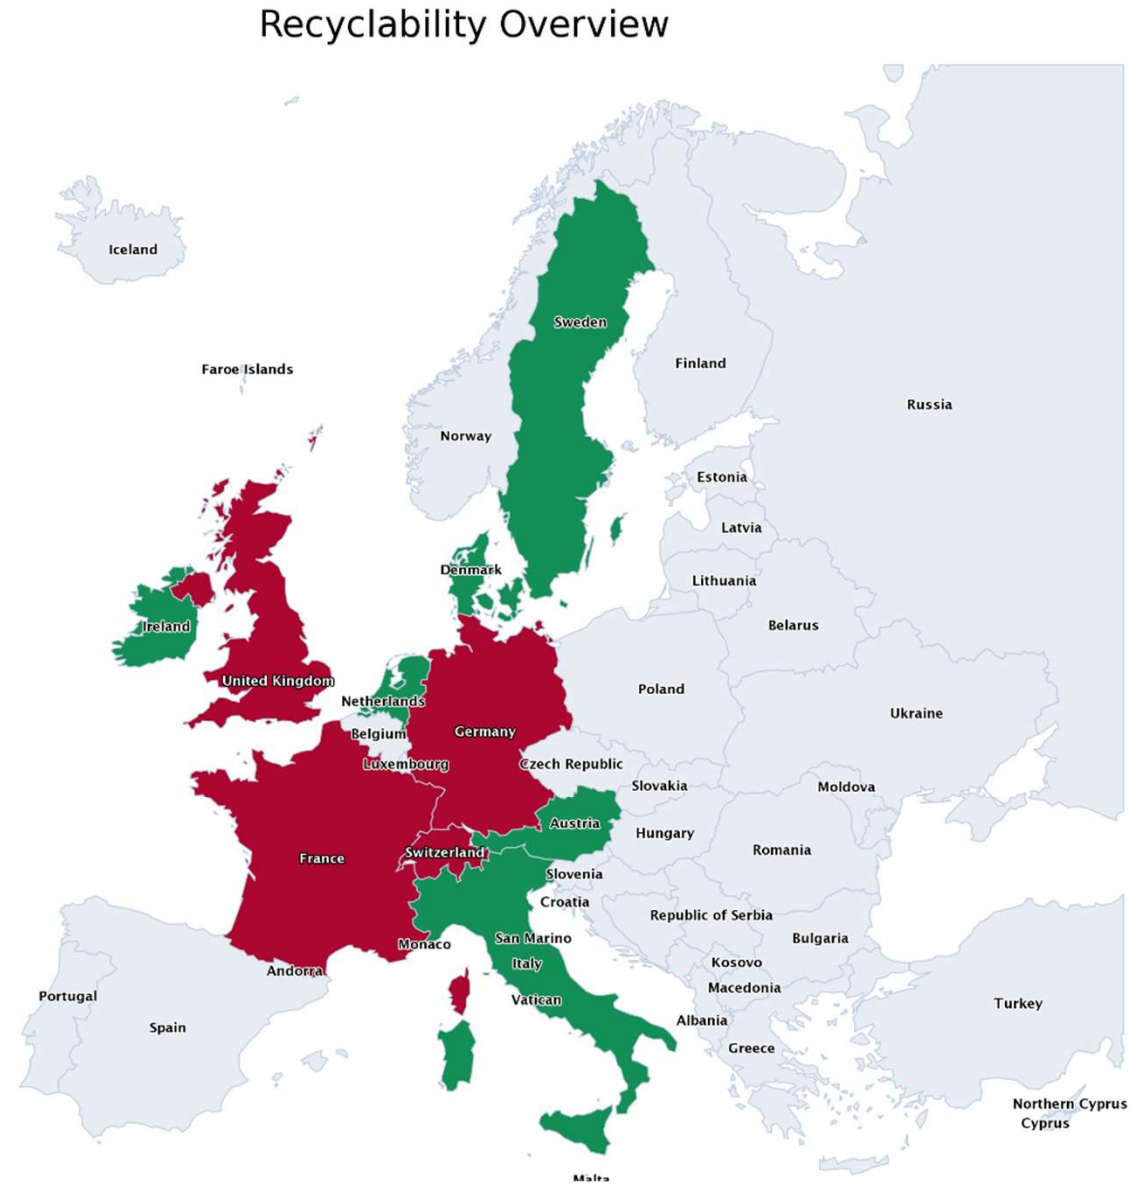 Recyclability Overview
Iceland
Sweden
Faroe Islands
Finland
Russia
Norway
Estonia
Latvia
Denmark
Lithuania
Ireland
Belarus
United Kingdom
Poland
Netherlands
Ukraine
Belgium
Germany
Luxembourg
Czech Republic
Slovakia
Moldova
Austria
Hungary
France
Switzerland
Romania
Slovenia
Croatia
Republic of Serbia
San Marino
Bulgaria
Monaco
Italy
Kosovo
Andorra
Macedonia
Portugal
Vatican
Turkey
Spain
Albania
Greece
Northern Cyprus
Cyprus
Malta